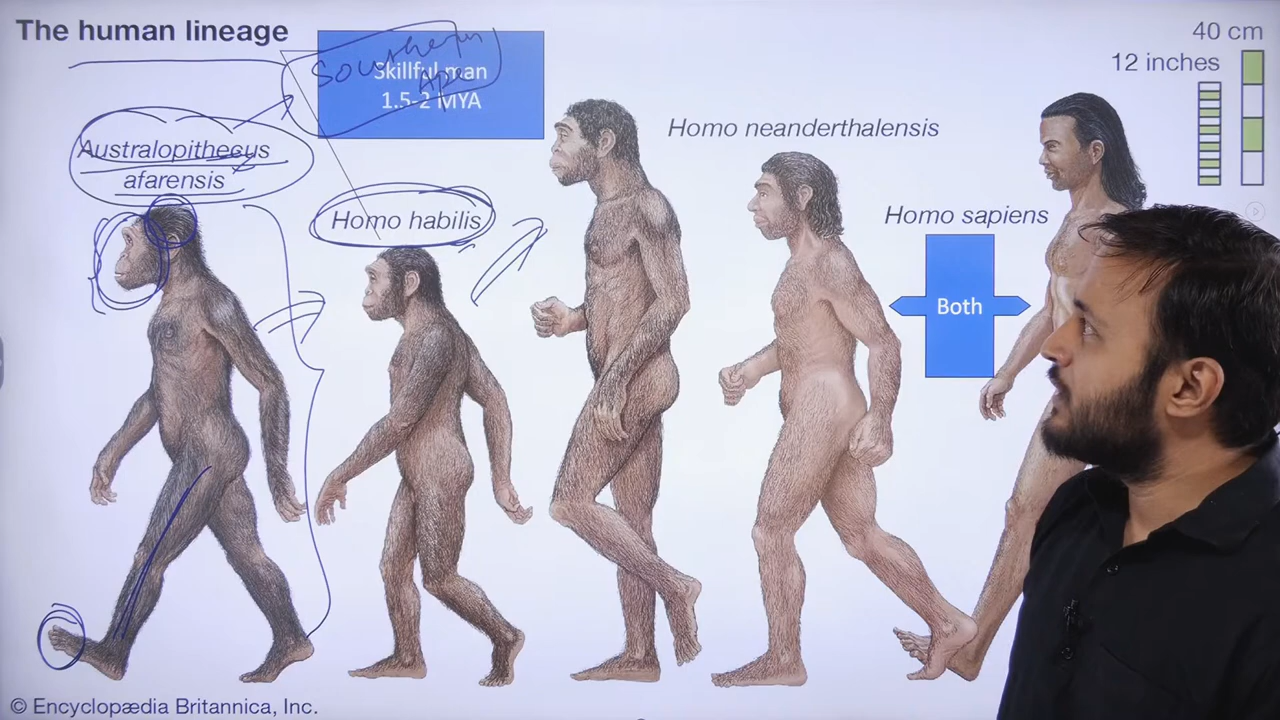 The human lineage
40 cm
12 inches
Southern
ape
Skillful man
1.5-2 MYA
Homo neanderthalensis
Australopithecus
afarensis
Homo habilis
Homo sapiens
Both
© Encyclopædia Britannica, Inc.